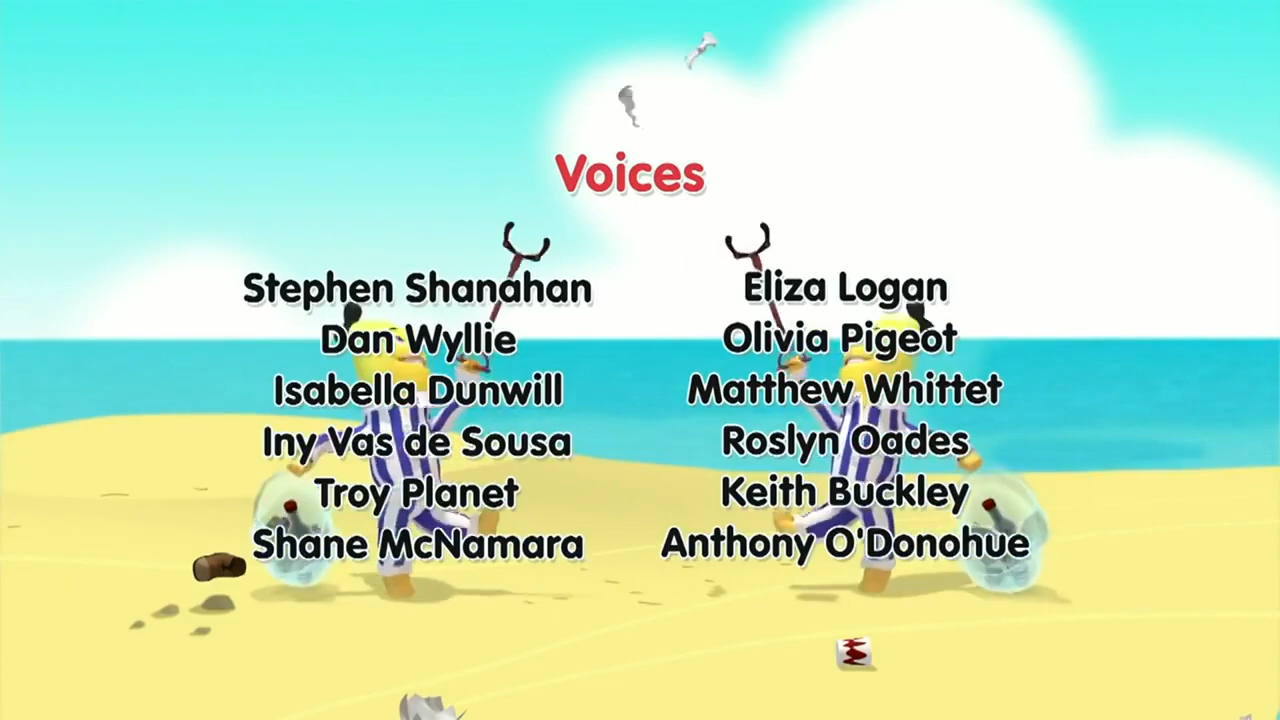 Voices
Stephen Shanahan
Dan Wyllie
Isabella Dunwill
Iny Vas de Sousa
Troy Planet
Shane McNamara
Eliza Logan
Olivia Pigeot
Matthew Whittet
Roslyn Oades
Keith Buckley
Anthony O'Donohue